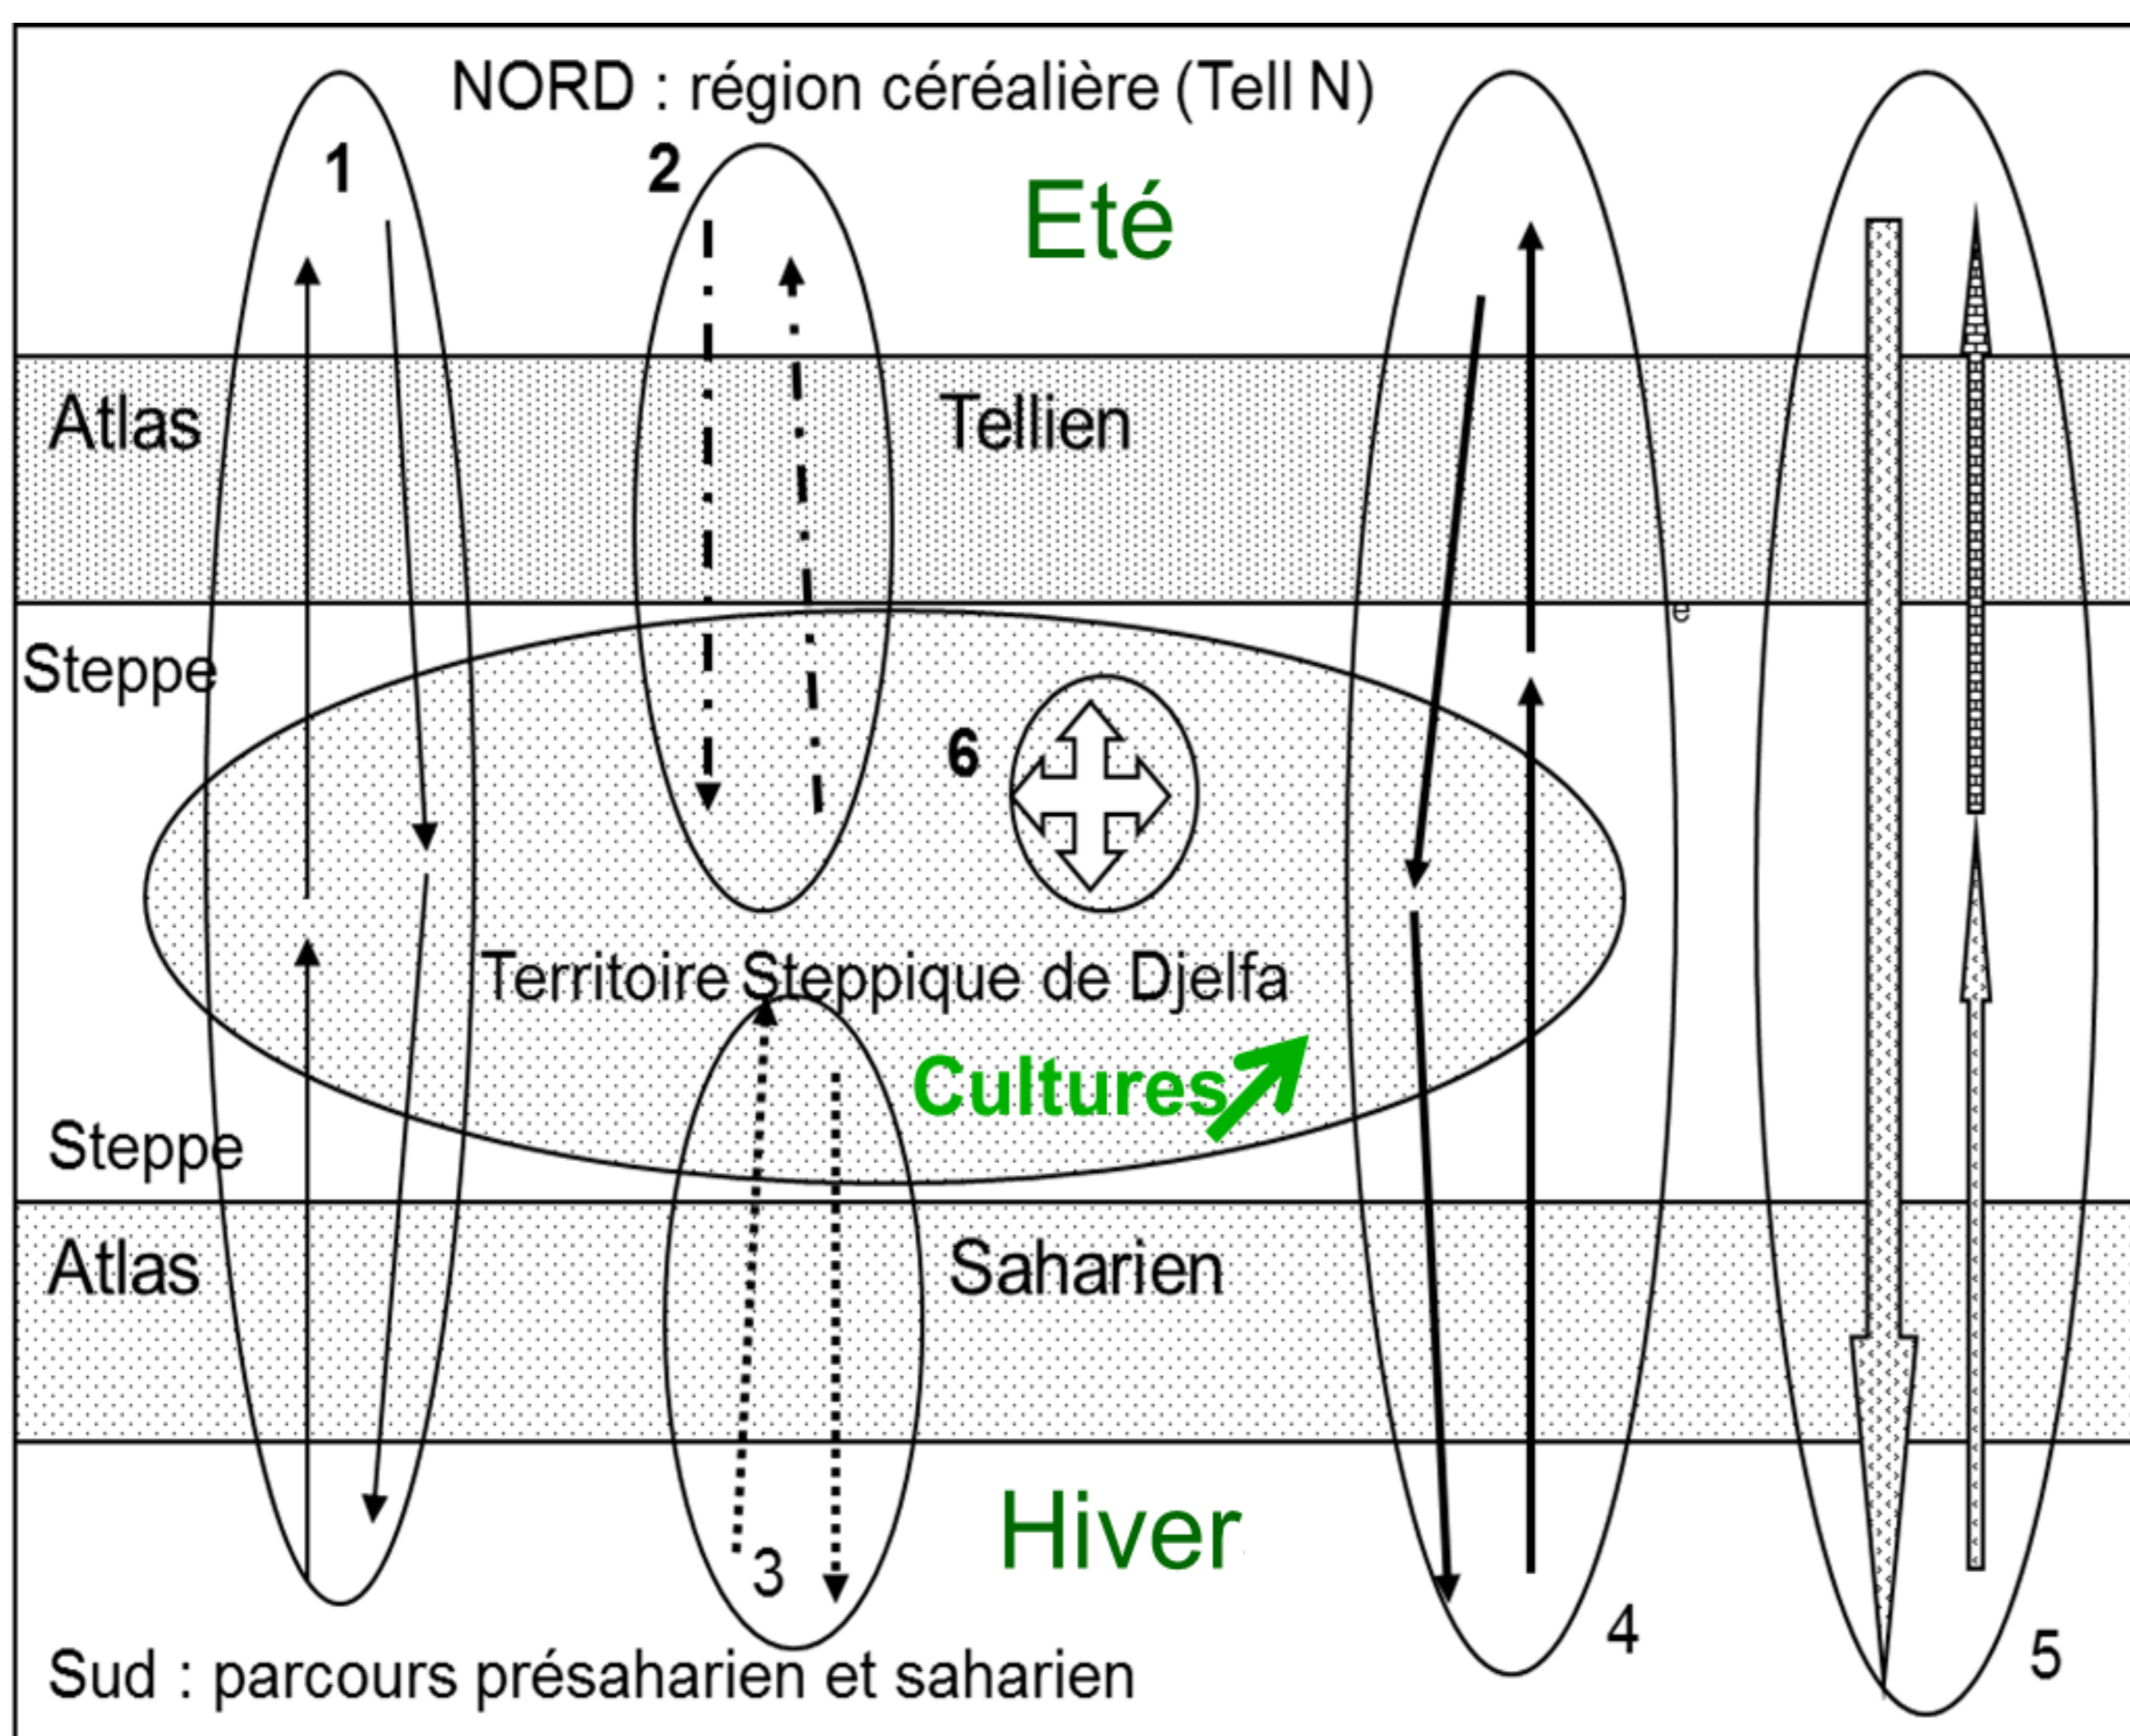 NORD : région céréalière (Tell N)
1
2
Eté
Atlas
Tellien
e
Steppe
6
Territoire Steppique de Djelfa
Cultures
Steppe
Atlas
Saharien
Hiver
3
4
5
Sud : parcours présaharien et saharien